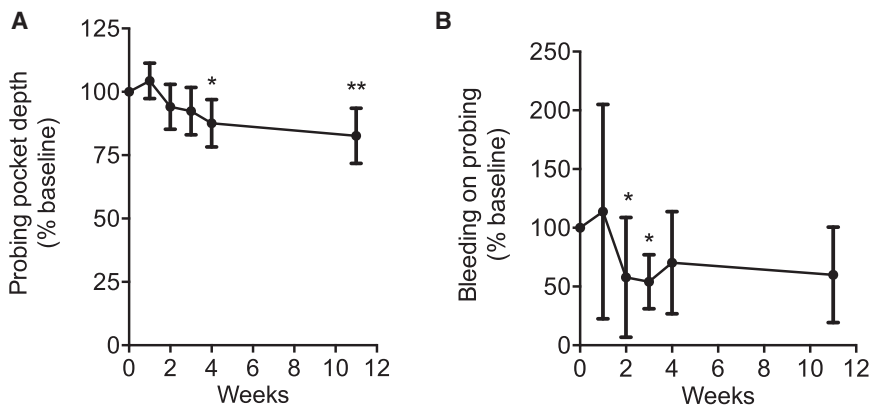 A
Probing pocket depth
(% baseline)
125
100
75
50
25
0
*
**
0 2 4 6 8 10 12
Weeks
B
Bleeding on probing
(% baseline)
250
200
150
100
50
0
*
*
0 2 4 6 8 10 12
Weeks